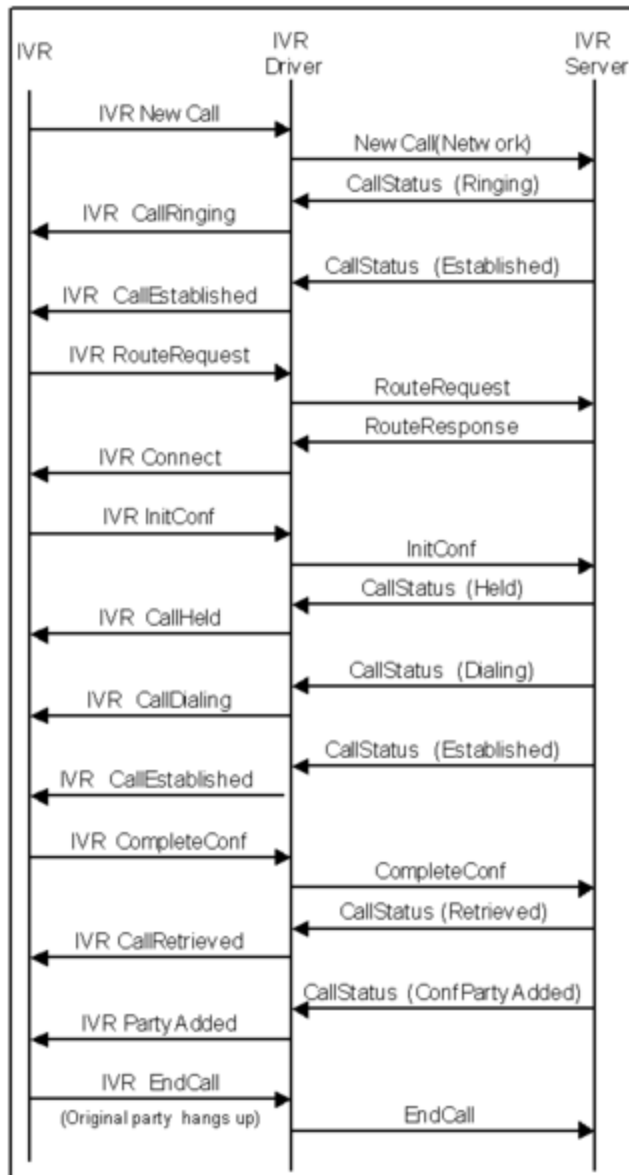 IVR
IVR
Driver
IVR
Server
IVR New Call
NewCall(Network)
CallStatus (Ringing)
IVR CallRinging
CallStatus (Established)
IVR CallEstablished
IVR RouteRequest
RouteRequest
RouteResponse
IVR Connect
IVR InitConf
InitConf
CallStatus (Held)
IVR CallHeld
CallStatus (Dialing)
IVR CallDialing
CallStatus (Established)
IVR CallEstablished
IVR CompleteConf
CompleteConf
CallStatus (Retrieved)
IVR CallRetrieved
CallStatus (ConfPartyAdded)
IVR PartyAdded
IVR EndCall
(Original party hangs up)
EndCall